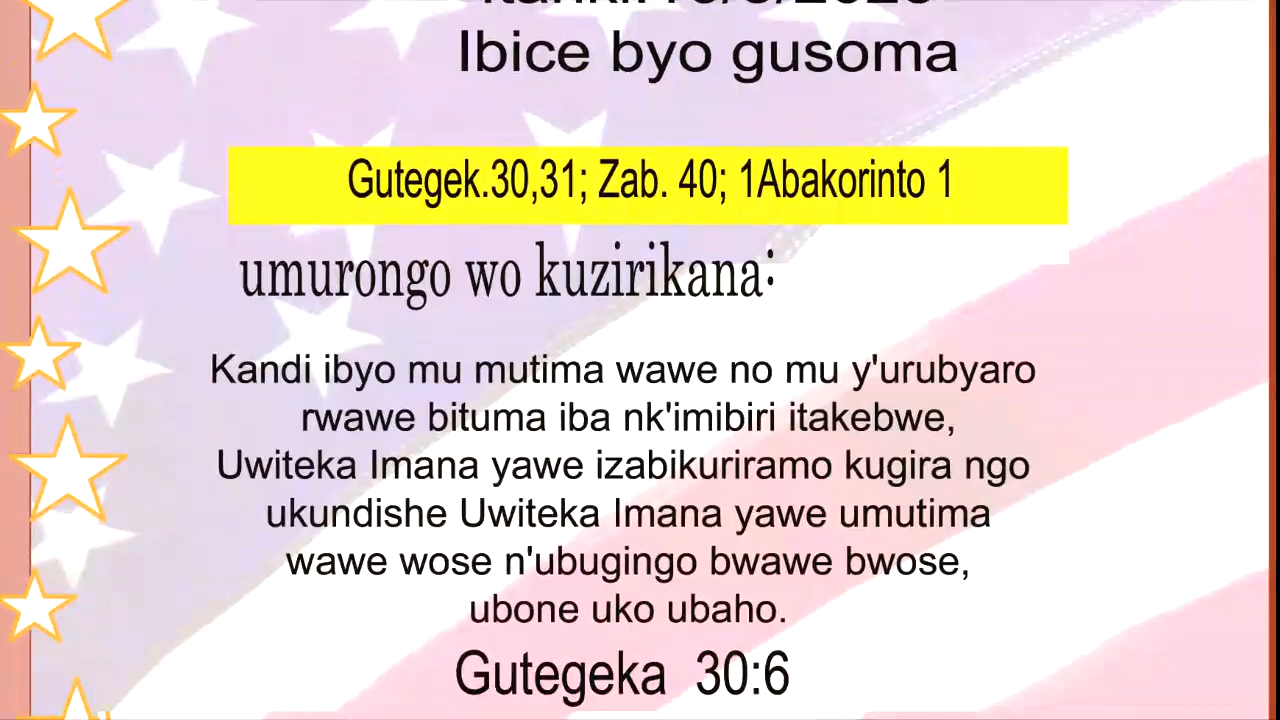 Ibice byo gusoma
Gutegek.30,31; Zab. 40; 1Abakorinto 1
umurongo wo kuzirikana:
Kandi ibyo mu mutima wawe no mu y'urubyaro
rwawe bituma iba nk'imibiri itakebwe,
Uwiteka Imana yawe izabikuriramo kugira ngo
ukundishe Uwiteka Imana yawe umutima
wawe wose n'ubugingo bwawe bwose,
ubone uko ubaho.
Gutegeka 30:6